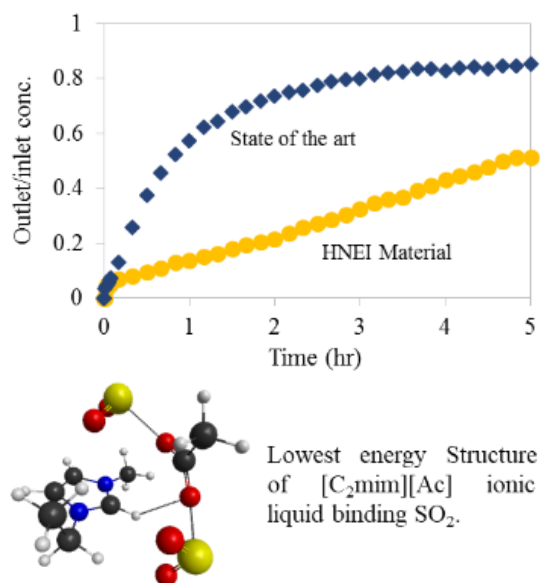 1
0.8
0.6
0.4
0.2
0
Outlet/inlet conc.
State of the art
HNEI Material
0 1 2 3 4 5
Time (hr)
Lowest energy Structure
of [C₂mim][Ac] ionic
liquid binding SO₂.